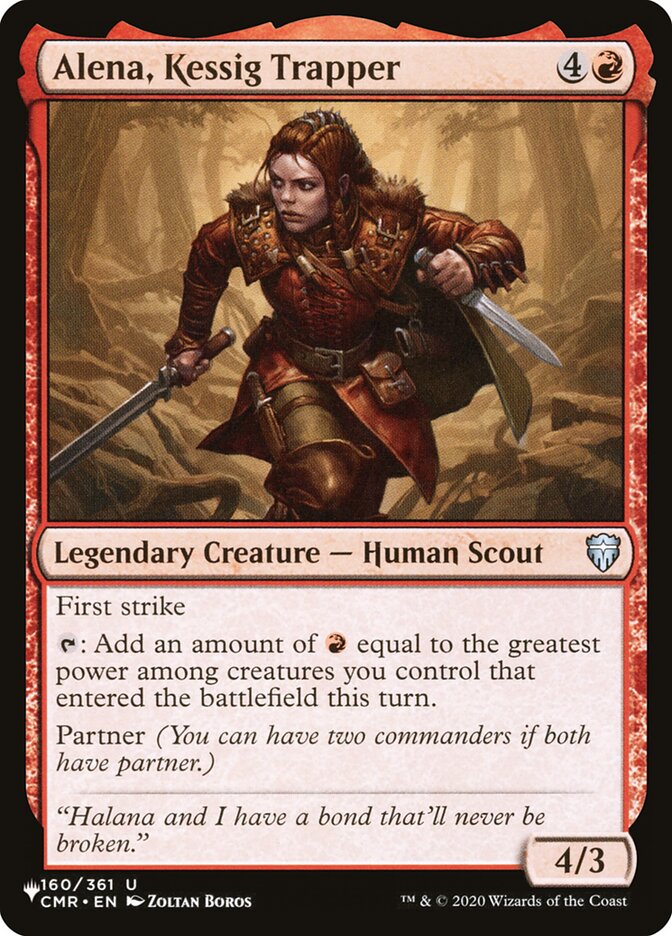 Alena, Kessig Trapper 4
Legendary Creature — Human Scout
First strike
: Add an amount of equal to the greatest
power among creatures you control that
entered the battlefield this turn.
Partner (You can have two commanders if both
have partner.)
“Halana and I have a bond that’ll never be
broken.”
4/3
160/361 U
CMR • EN Zoltan Boros
™ & © 2020 Wizards of the Coast